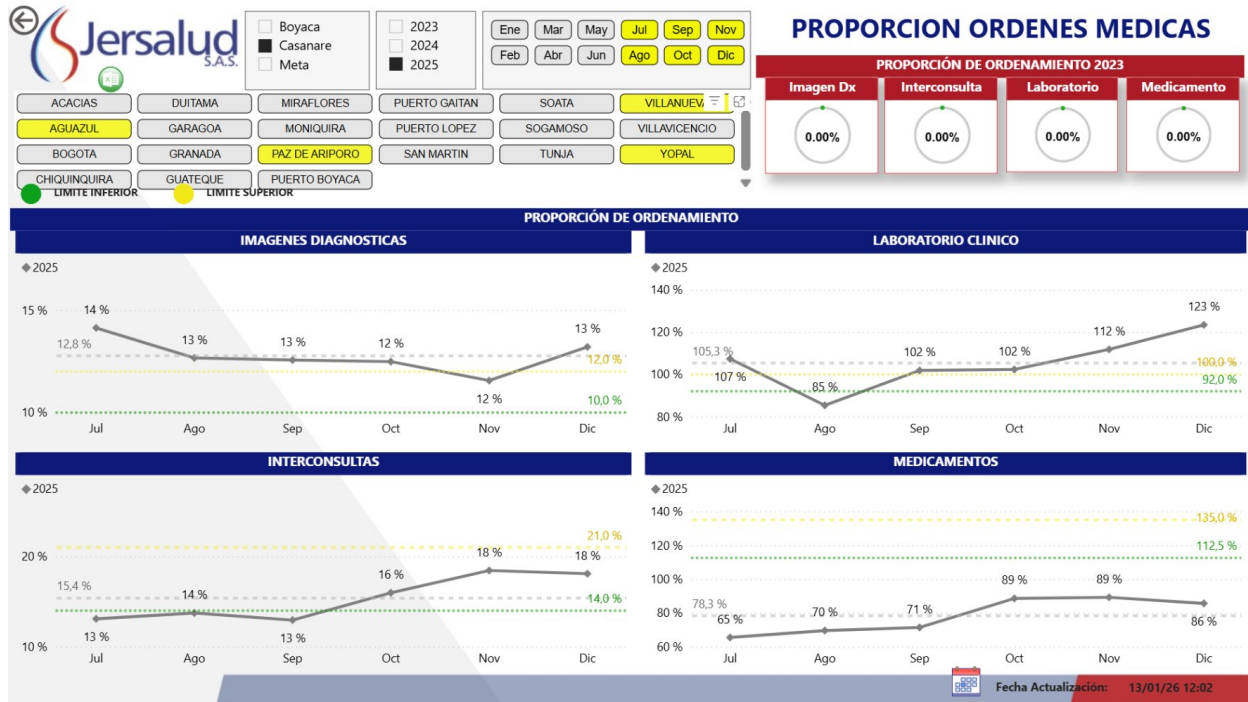 Jersalud
S.A.S.
Boyaca
Casanare
Meta
2023
2024
2025
Ene Mar May Jul Sep Nov
Feb Abr Jun Ago Oct Dic
PROPORCION ORDENES MEDICAS
PROPORCIÓN DE ORDENAMIENTO 2023
Imagen Dx Interconsulta Laboratorio Medicamento
0.00% 0.00% 0.00% 0.00%
ACACIAS DUITAMA MIRAFLORES PUERTO GAITAN SOATA VILLANUEV
AGUAZUL GARAGOA MONIQUIRA PUERTO LOPEZ SOGAMOSO VILLAVICENCIO
BOGOTA GRANADA PAZ DE ARIPORO SAN MARTIN TUNJA YOPAL
CHIQUINQUIRA GUATEQUE PUERTO BOYACA
LIMITE INFERIOR LIMITE SUPERIOR
PROPORCIÓN DE ORDENAMIENTO
IMAGENES DIAGNOSTICAS
2025
15 %
10 %
14 %
13 %
13 %
12 %
12 %
13 %
12,8 %
12,0 %
10,0 %
Jul Ago Sep Oct Nov Dic
LABORATORIO CLINICO
2025
140 %
120 %
100 %
80 %
105,3 %
107 %
85 %
102 %
102 %
112 %
123 %
100,0 %
92,0 %
Jul Ago Sep Oct Nov Dic
INTERCONSULTAS
2025
20 %
10 %
15,4 %
13 %
14 %
13 %
16 %
18 %
18 %
21,0 %
14,0 %
Jul Ago Sep Oct Nov Dic
MEDICAMENTOS
2025
140 %
120 %
100 %
80 %
60 %
78,3 %
65 %
70 %
71 %
89 %
89 %
86 %
135,0 %
112,5 %
Jul Ago Sep Oct Nov Dic
Fecha Actualización: 13/01/26 12:02